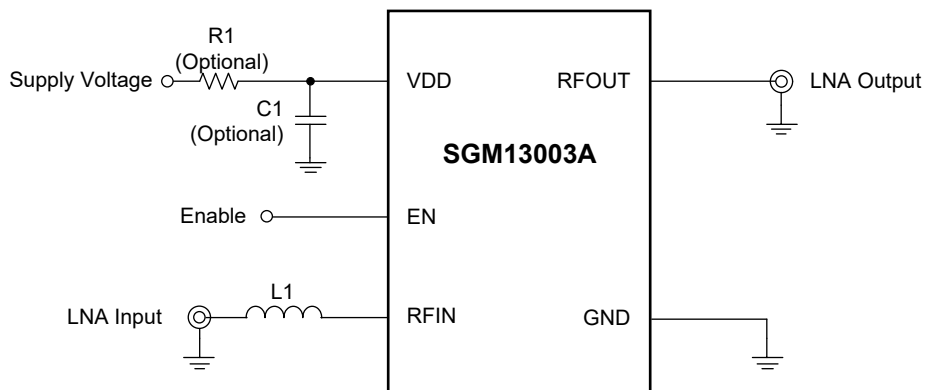 R1
(Optional)
Supply Voltage
VDD
RFOUT
LNA Output
C1
(Optional)
SGM13003A
Enable
EN
L1
LNA Input
RFIN
GND